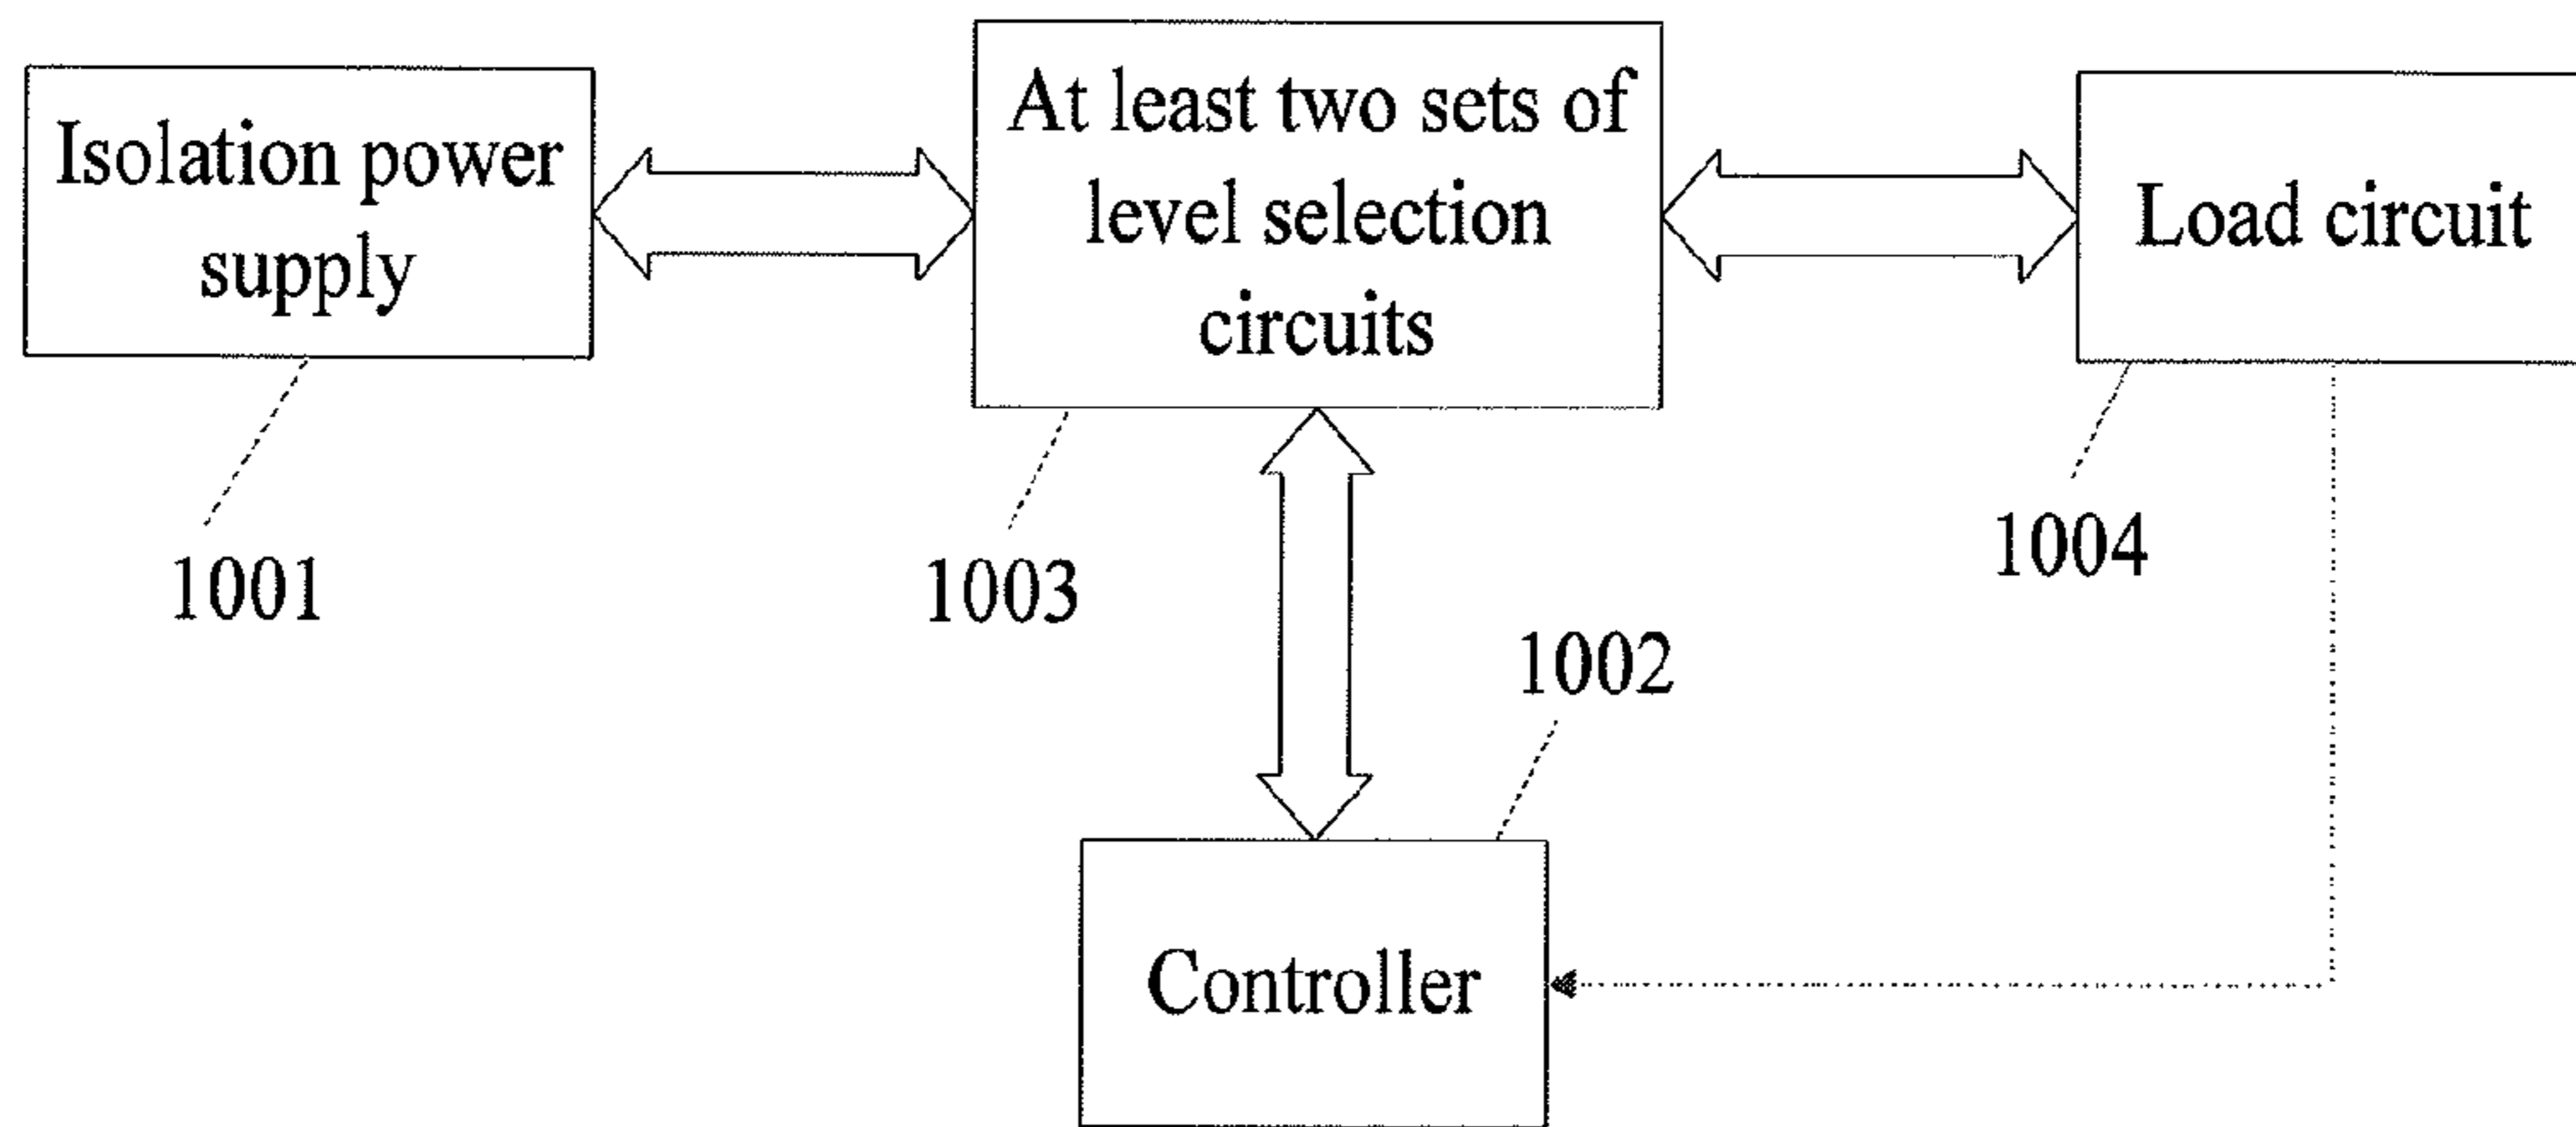 Isolation power
supply
At least two sets of
level selection
circuits
Load circuit
1001
1003
1004
1002
Controller